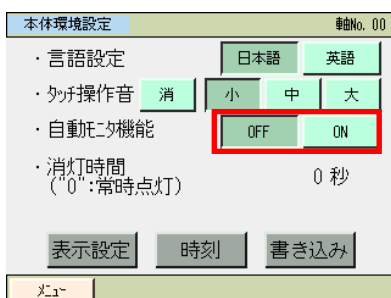 本体環境設定 軸No. 00
・言語設定 日本語 英語
・ﾀｯﾁ操作音 消 小 中 大
・自動ﾓﾆﾀ機能 OFF ON
・消灯時間 0 秒
("0":常時点灯)
表示設定 時刻 書き込み
ﾒﾆｭｰ